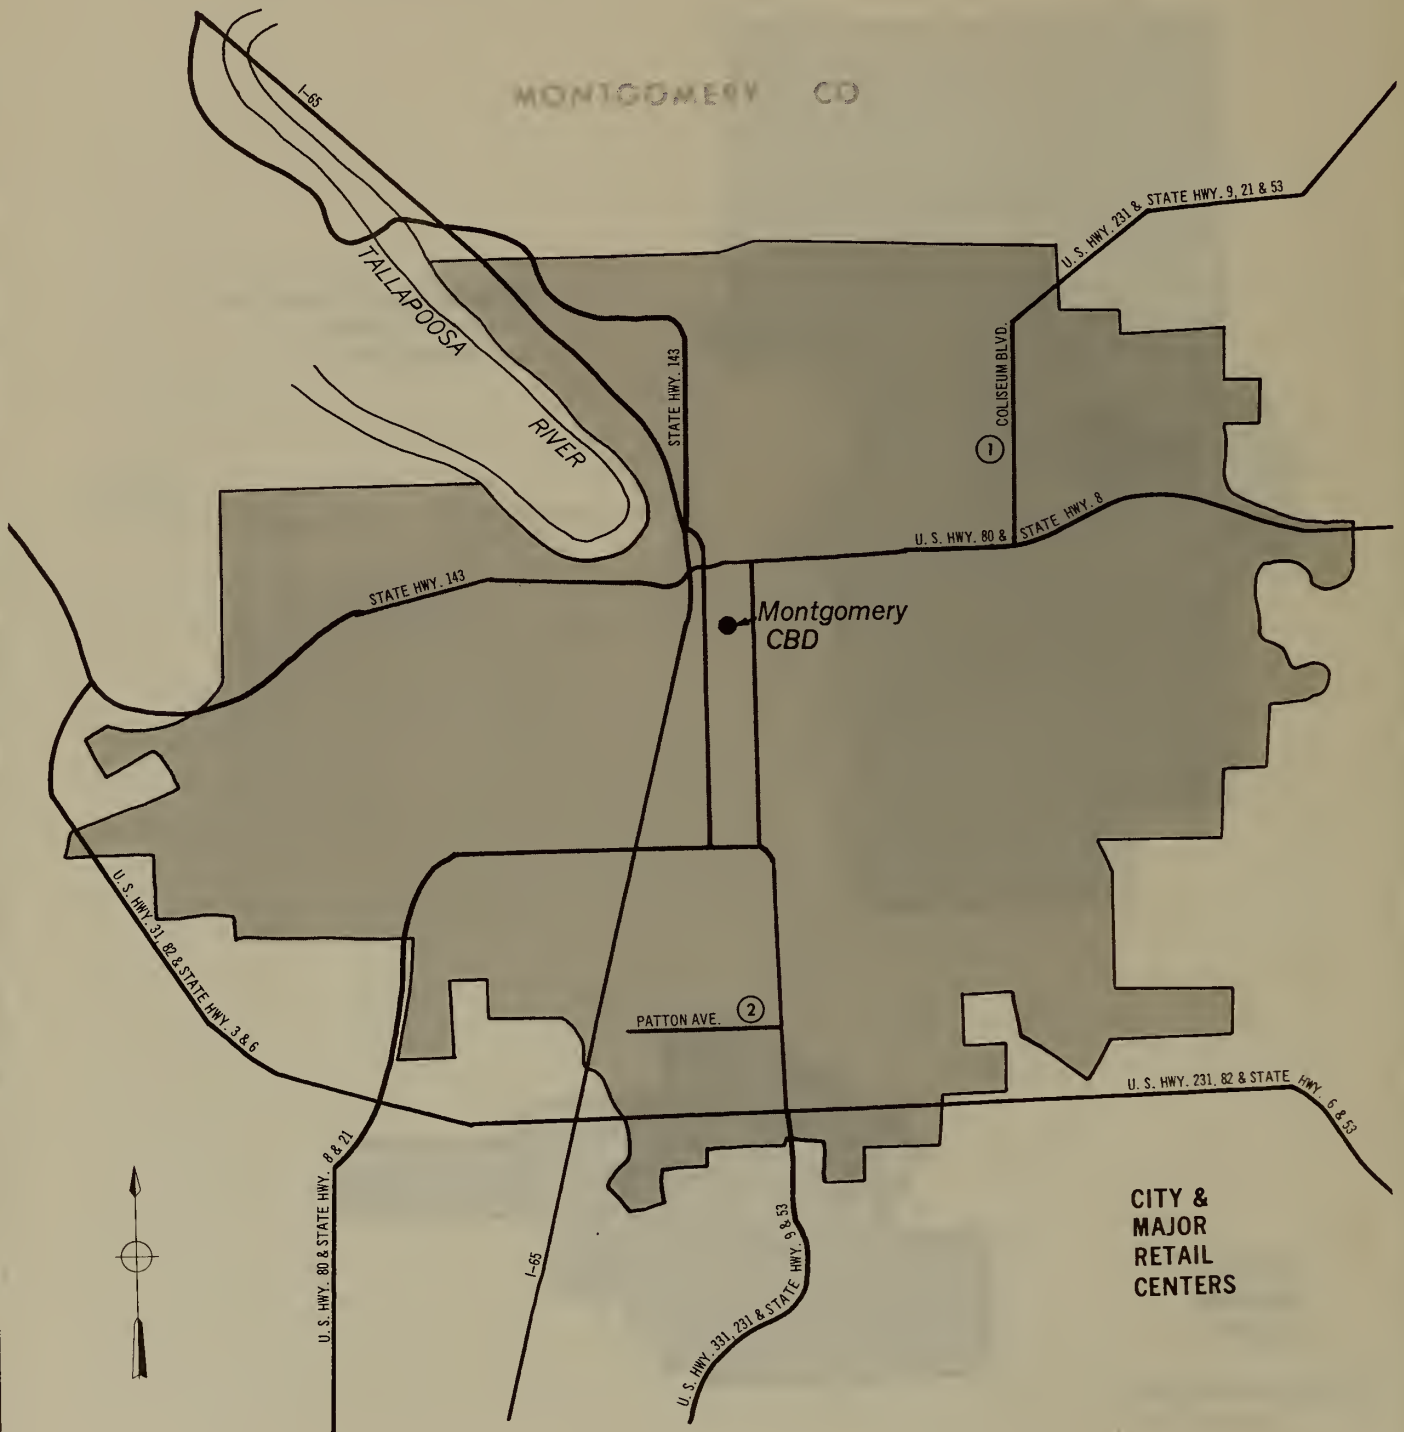 MONTGOMERY CO
I-65
U. S. HWY. 231 & STATE HWY. 9, 21 & 53
TALLAPOOSA
RIVER
STATE HWY. 143
COLISEUM BLVD.
1
U. S. HWY. 80 & STATE HWY. 8
STATE HWY. 143
Montgomery
CBD
U. S. HWY. 31, 82 & STATE HWY. 3 & 6
PATTON AVE.
2
U. S. HWY. 231, 82 & STATE HWY. 6 & 53
U. S. HWY. 80 & STATE HWY. 8 & 21
I-65
U. S. HWY. 331, 231 & STATE HWY. 9 & 53
CITY &
MAJOR
RETAIL
CENTERS